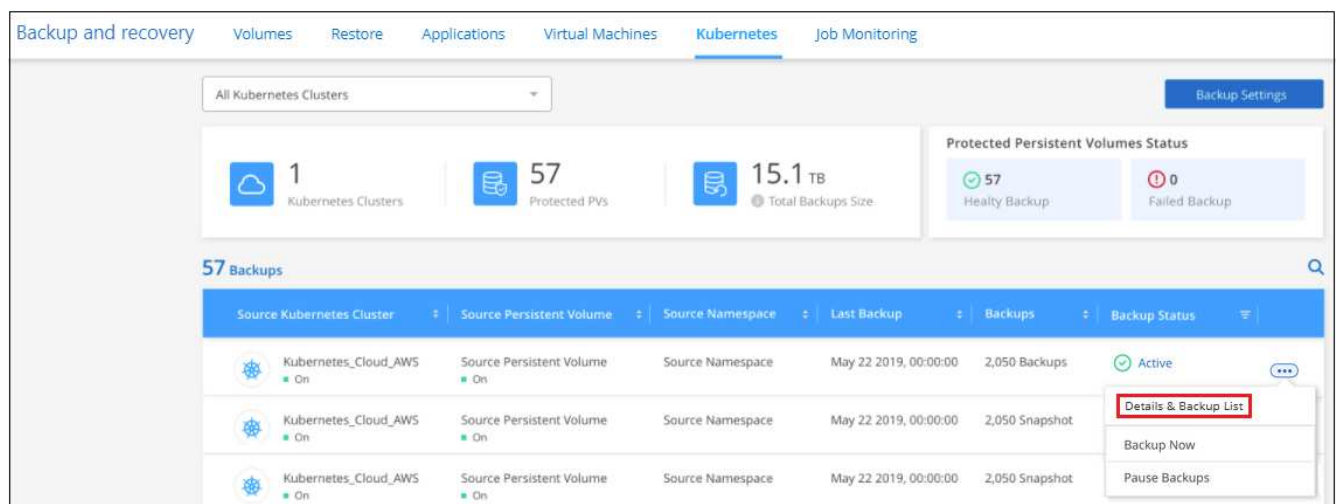 Backup and recovery Volumes Restore Applications Virtual Machines Kubernetes Job Monitoring
All Kubernetes Clusters
Backup Settings
1
Kubernetes Clusters
57
Protected PVs
15.1 TB
Total Backups Size
Protected Persistent Volumes Status
57
Healty Backup
0
Failed Backup
57 Backups
Source Kubernetes Cluster Source Persistent Volume Source Namespace Last Backup Backups Backup Status
Kubernetes_Cloud_AWS Source Persistent Volume Source Namespace May 22 2019, 00:00:00 2,050 Backups Active
On On
Details & Backup List
Kubernetes_Cloud_AWS Source Persistent Volume Source Namespace May 22 2019, 00:00:00 2,050 Snapshot
On On
Backup Now
Kubernetes_Cloud_AWS Source Persistent Volume Source Namespace May 22 2019, 00:00:00 2,050 Snapshot Pause Backups
On On